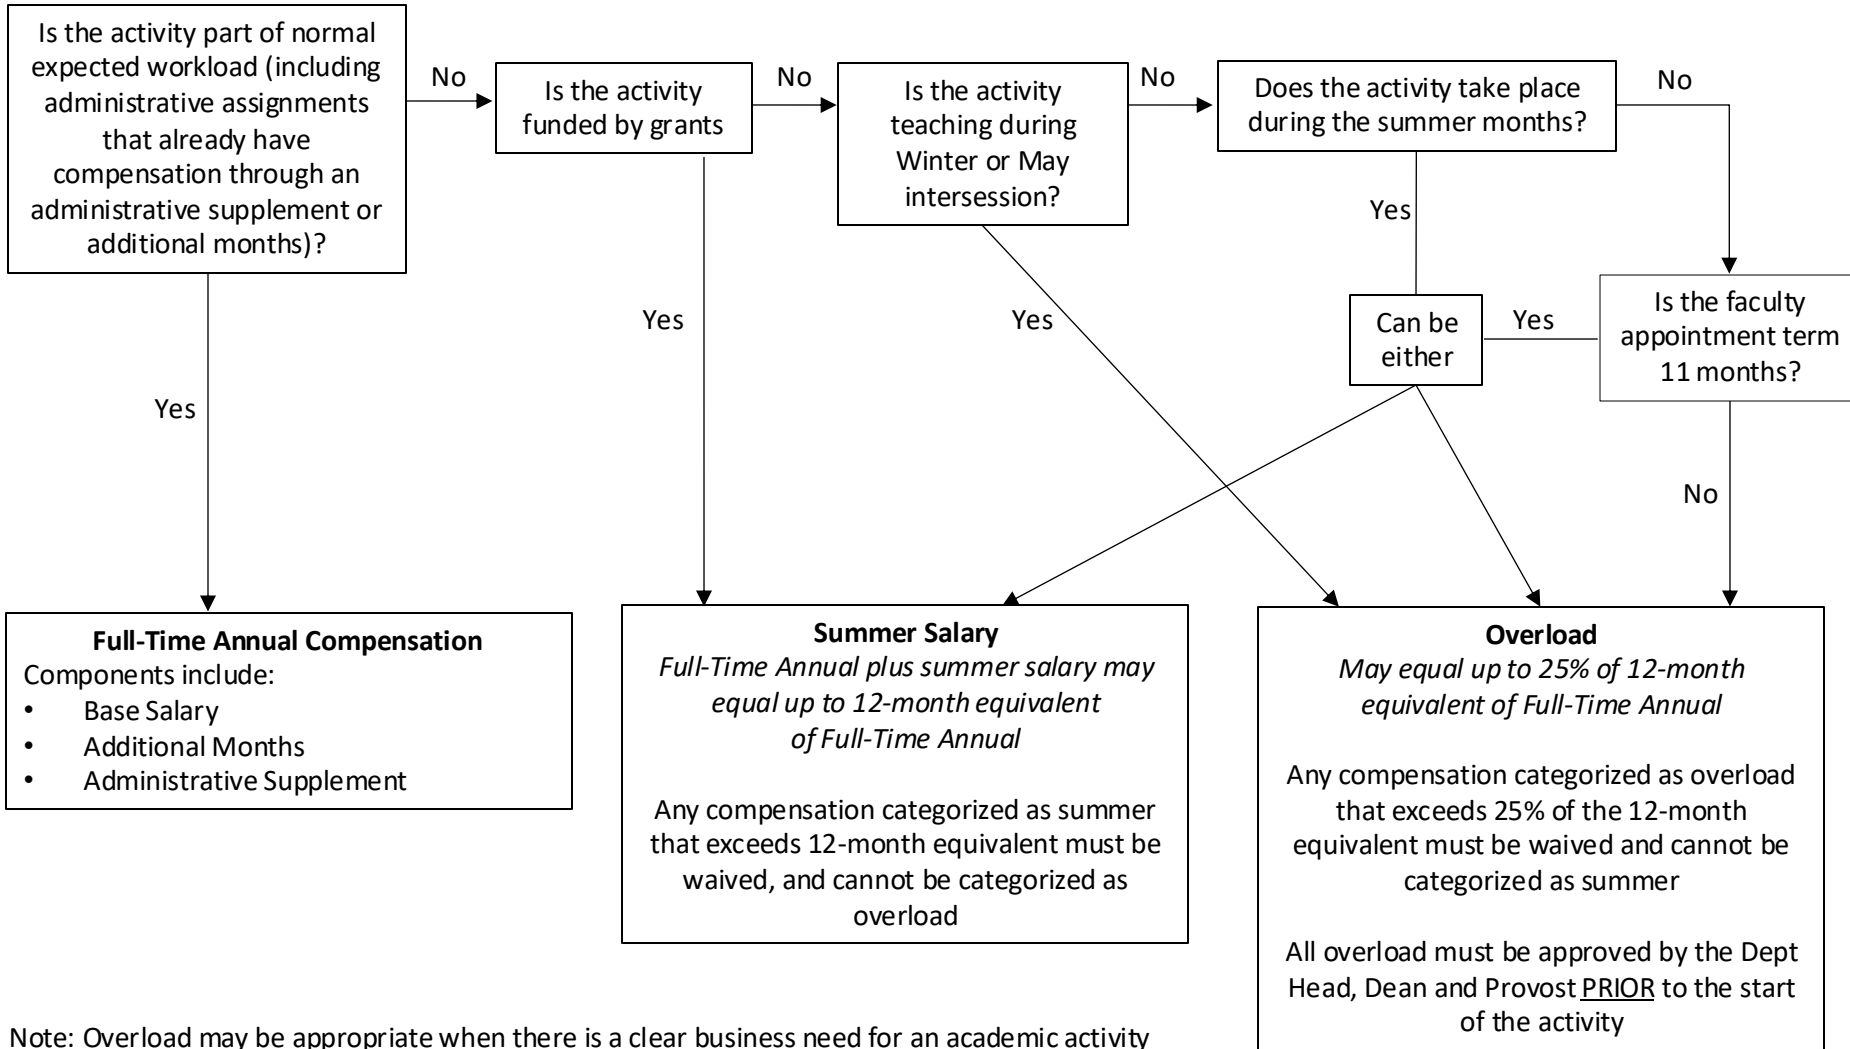 Is the activity part of normal
expected workload (including
administrative assignments
that already have
compensation through an
administrative supplement or
additional months)?
No
Is the activity
funded by grants
No
Is the activity
teaching during
Winter or May
intersession?
No
Does the activity take place
during the summer months?
No
Yes
Yes
Yes
Yes
Can be
either
Yes
Is the faculty
appointment term
11 months?
No
Full-Time Annual Compensation
Components include:
• Base Salary
• Additional Months
• Administrative Supplement
Summer Salary
Full-Time Annual plus summer salary may
equal up to 12-month equivalent
of Full-Time Annual
Any compensation categorized as summer
that exceeds 12-month equivalent must be
waived, and cannot be categorized as
overload
Overload
May equal up to 25% of 12-month
equivalent of Full-Time Annual
Any compensation categorized as overload
that exceeds 25% of the 12-month
equivalent must be waived and cannot be
categorized as summer
All overload must be approved by the Dept
Head, Dean and Provost PRIOR to the start
of the activity
Note: Overload may be appropriate when there is a clear business need for an academic activity